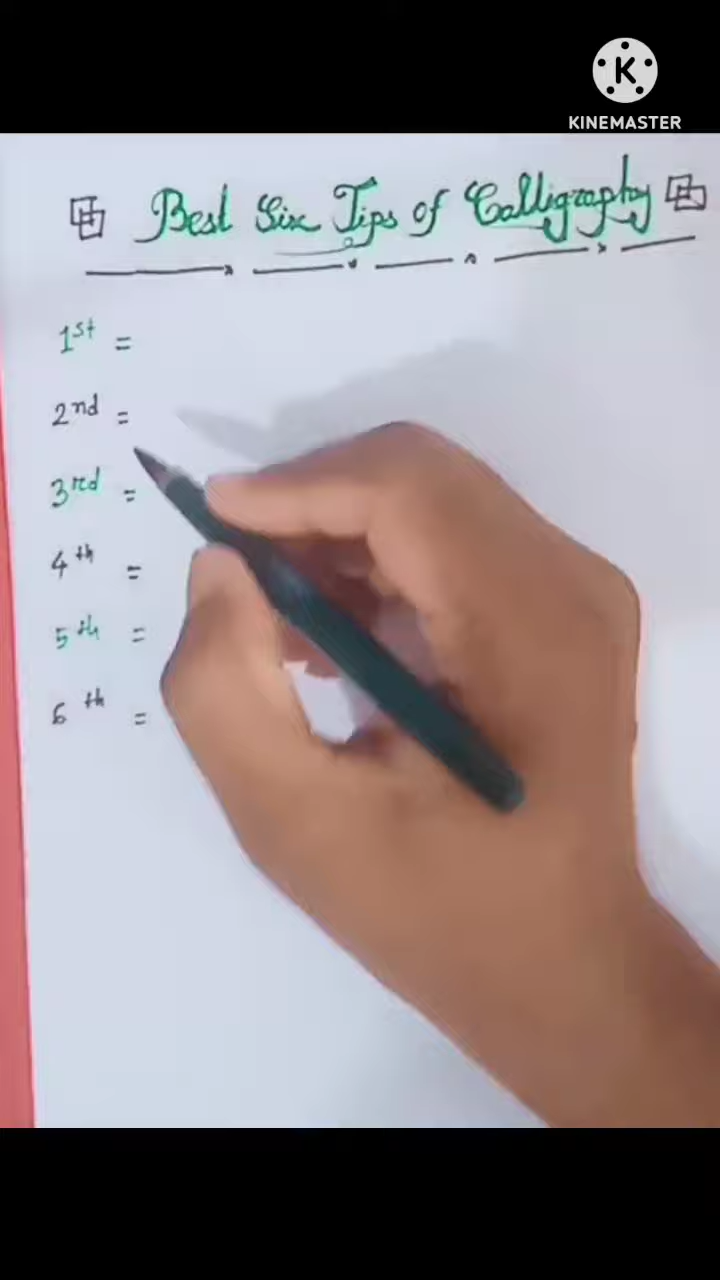 KINEMASTER
Best Six Tips of Calligraphy
1st =
2nd =
3rd =
4th =
5th =
6th =